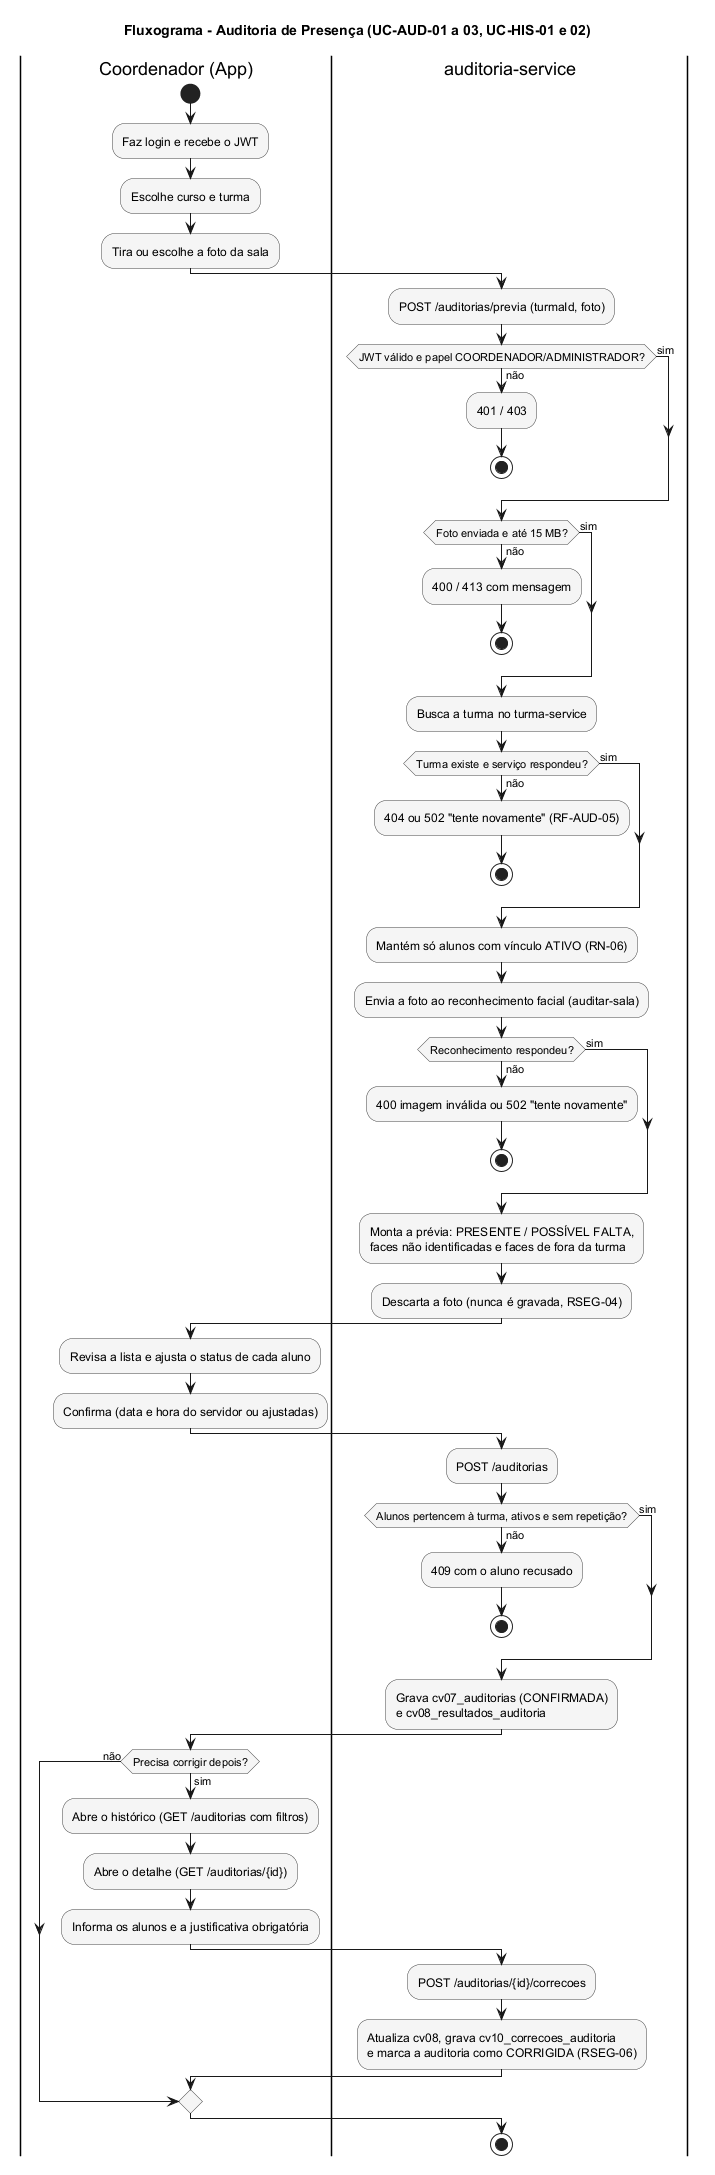 Fluxograma - Auditoria de Presença (UC-AUD-01 a 03, UC-HIS-01 e 02)
Coordenador (App)
auditoria-service
Faz login e recebe o JWT
Escolhe curso e turma
Tira ou escolhe a foto da sala
POST /auditorias/previa (turmaId, foto)
JWT válido e papel COORDENADOR/ADMINISTRADOR?
sim
não
401 / 403
Foto enviada e até 15 MB?
sim
não
400 / 413 com mensagem
Busca a turma no turma-service
Turma existe e serviço respondeu?
sim
não
404 ou 502 "tente novamente" (RF-AUD-05)
Mantém só alunos com vínculo ATIVO (RN-06)
Envia a foto ao reconhecimento facial (auditar-sala)
Reconhecimento respondeu?
sim
não
400 imagem inválida ou 502 "tente novamente"
Monta a prévia: PRESENTE / POSSÍVEL FALTA,
faces não identificadas e faces de fora da turma
Descarta a foto (nunca é gravada, RSEG-04)
Revisa a lista e ajusta o status de cada aluno
Confirma (data e hora do servidor ou ajustadas)
POST /auditorias
Alunos pertencem à turma, ativos e sem repetição?
sim
não
409 com o aluno recusado
Grava cv07_auditorias (CONFIRMADA)
e cv08_resultados_auditoria
não
Precisa corrigir depois?
sim
Abre o histórico (GET /auditorias com filtros)
Abre o detalhe (GET /auditorias/{id})
Informa os alunos e a justificativa obrigatória
POST /auditorias/{id}/correcoes
Atualiza cv08, grava cv10_correcoes_auditoria
e marca a auditoria como CORRIGIDA (RSEG-06)